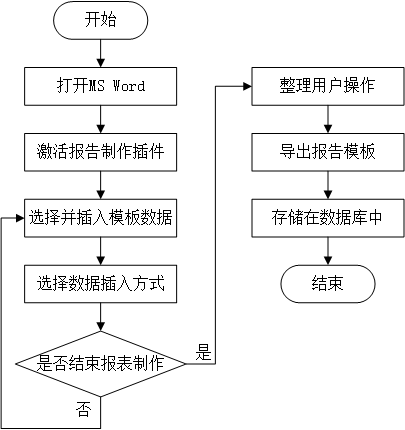 开始
打开MS Word
激活报告制作插件
选择并插入模板数据
选择数据插入方式
是否结束报表制作
是
否
整理用户操作
导出报告模板
存储在数据库中
结束